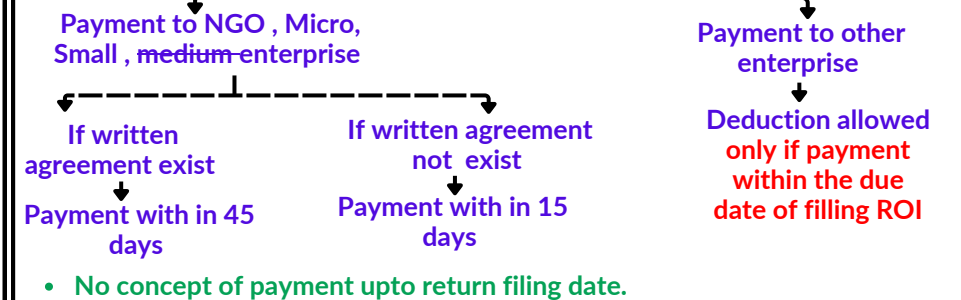 Payment to NGO , Micro,
Small , medium enterprise
If written
agreement exist
Payment with in 45
days
If written agreement
not exist
Payment with in 15
days
Payment to other
enterprise
Deduction allowed
only if payment
within the due
date of filling ROI
• No concept of payment upto return filing date.